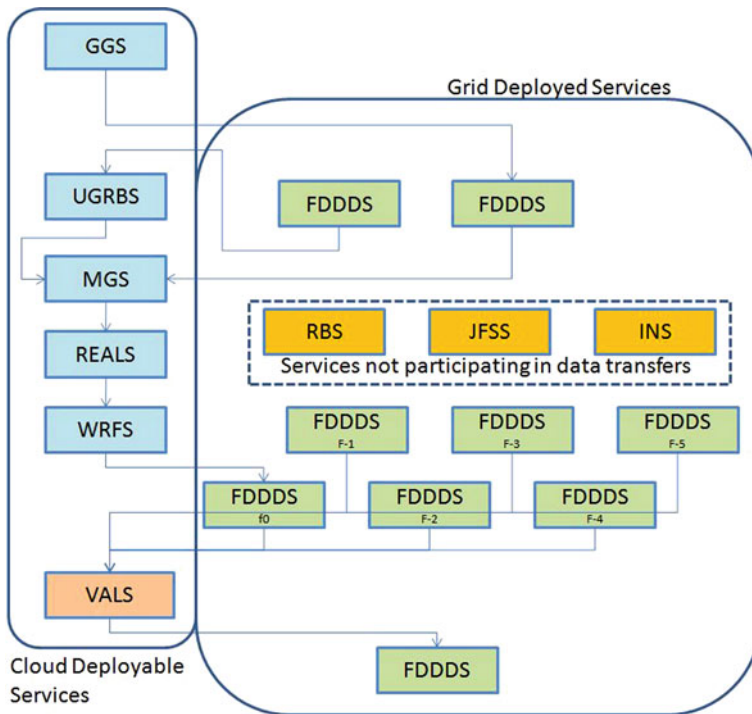 GGS
Grid Deployed Services
UGRBS
FDDDS
FDDDS
MGS
RBS
JFSS
INS
Services not participating in data transfers
REALS
WRFS
FDDDS
F-1
FDDDS
F-3
FDDDS
F-5
FDDDS
f0
FDDDS
F-2
FDDDS
F-4
VALS
FDDDS
Cloud Deployable
Services